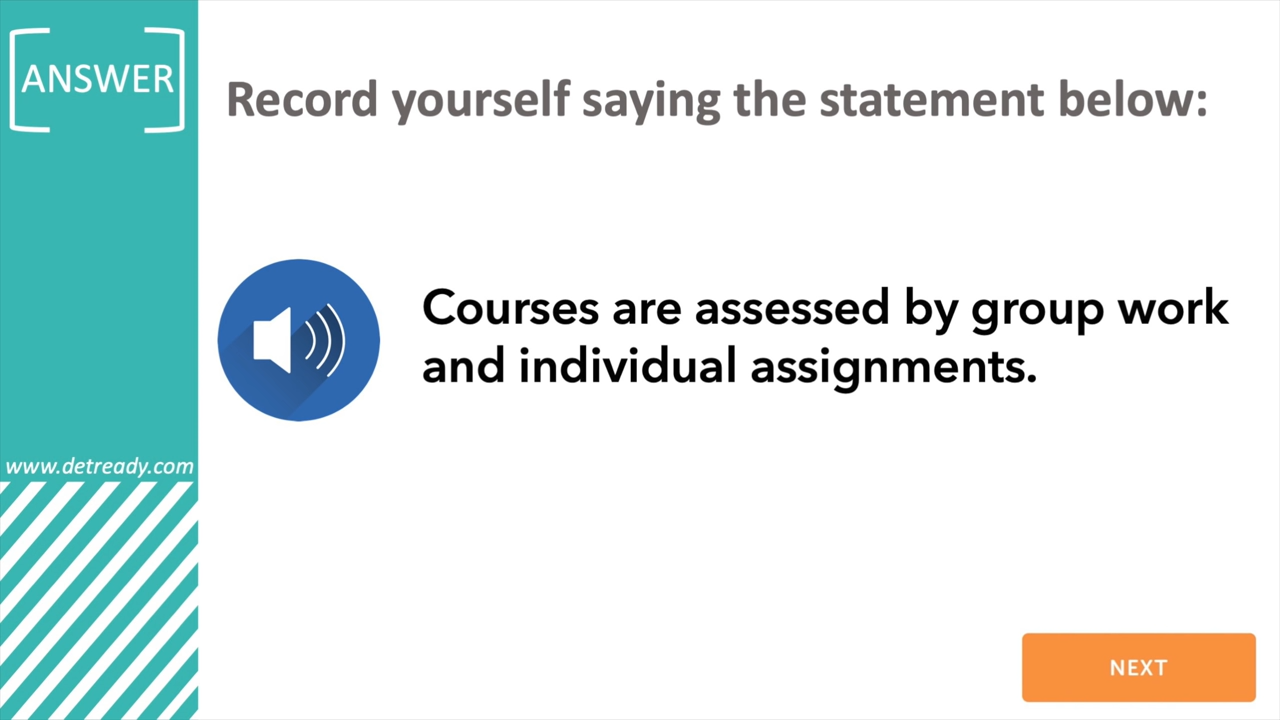 [ANSWER]
Record yourself saying the statement below:
Courses are assessed by group work
and individual assignments.
www.detready.com
NEXT